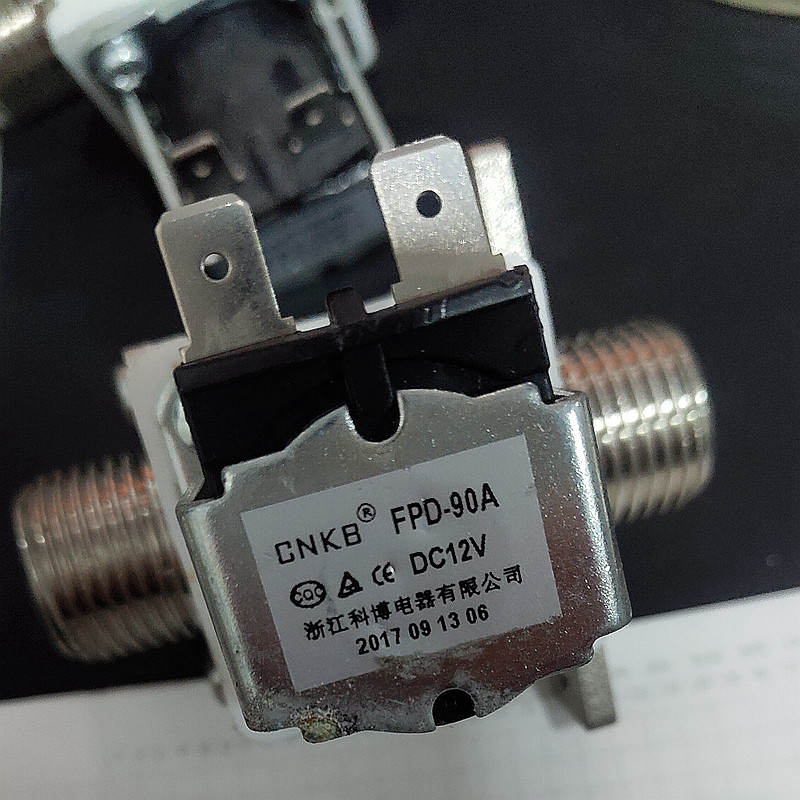 CNKB® FPD-90A
CQC CE DC12V
浙江科博电器有限公司
2017 09 13 06